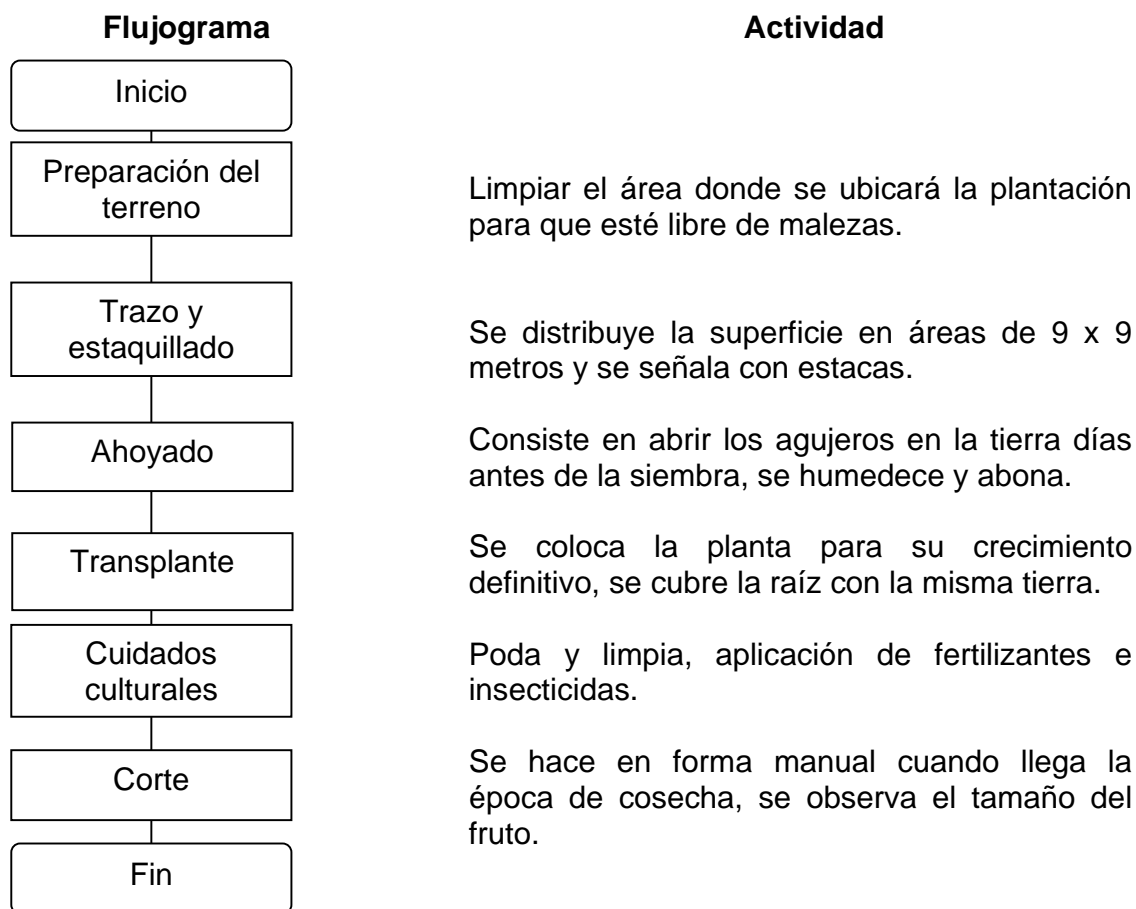 Flujograma
Actividad
Inicio
Preparación del
terreno
Limpiar el área donde se ubicará la plantación
para que esté libre de malezas.
Trazo y
estaquillado
Se distribuye la superficie en áreas de 9 x 9
metros y se señala con estacas.
Ahoyado
Consiste en abrir los agujeros en la tierra días
antes de la siembra, se humedece y abona.
Transplante
Se coloca la planta para su crecimiento
definitivo, se cubre la raíz con la misma tierra.
Cuidados
culturales
Poda y limpia, aplicación de fertilizantes e
insecticidas.
Corte
Se hace en forma manual cuando llega la
época de cosecha, se observa el tamaño del
fruto.
Fin